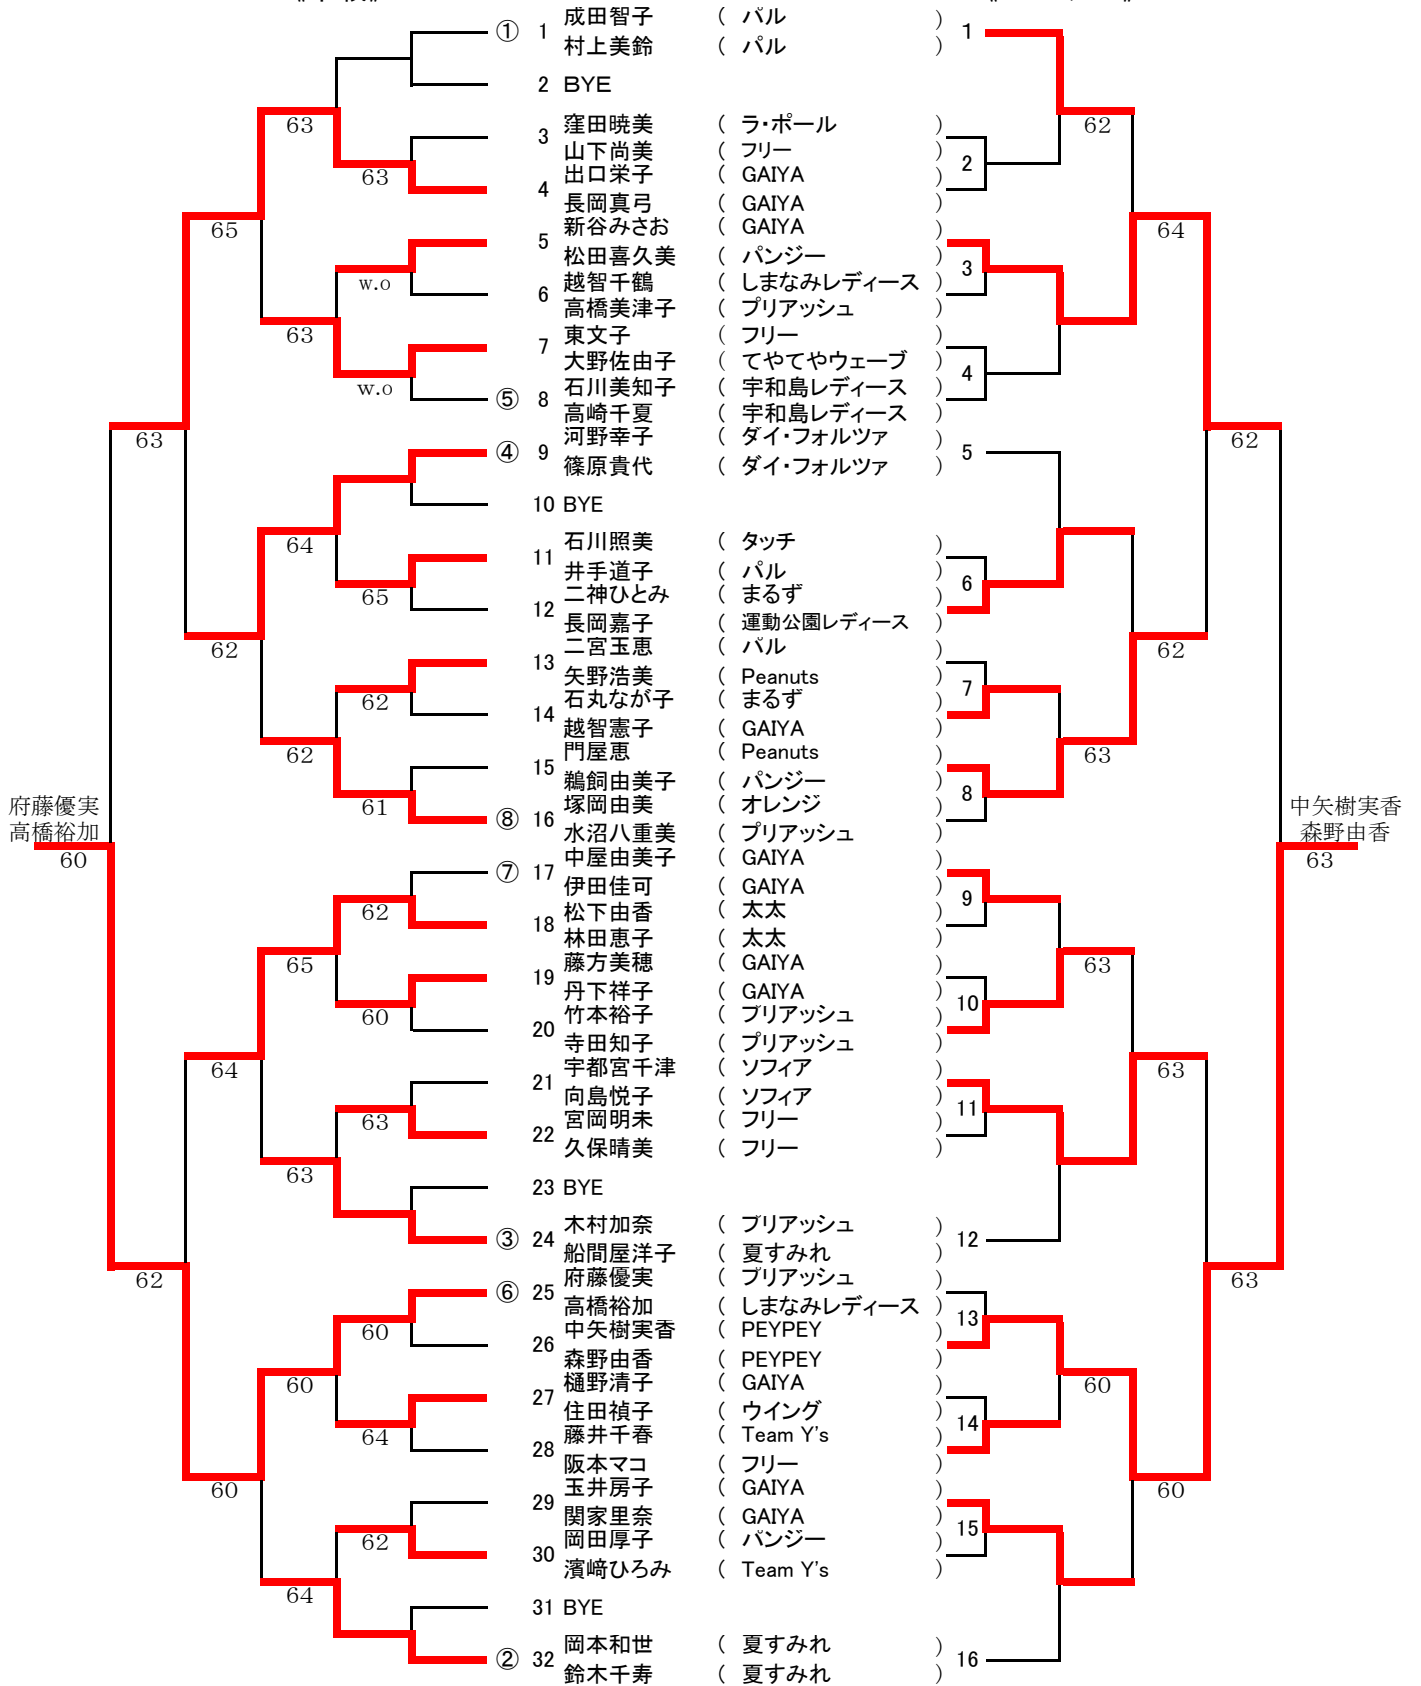 ① 1 成田智子 ( パル ) 1
村上美鈴 ( パル )
2 BYE
63 62
3 窪田暁美 ( ラ・ポール )
山下尚美 ( フリー ) 2
63
4 出口栄子 ( GAIYA )
長岡真弓 ( GAIYA )
65 64
5 新谷みさお ( GAIYA )
松田喜久美 ( パンジー ) 3
w.o
6 越智千鶴 ( しまなみレディース )
高橋美津子 ( プリアッシュ )
63
7 東文子 ( フリー )
大野佐由子 ( てやてやウェーブ ) 4
w.o
⑤ 8 石川美知子 ( 宇和島レディース )
高崎千夏 ( 宇和島レディース )
63 62
④ 9 河野幸子 ( ダイ・フォルツァ ) 5
篠原貴代 ( ダイ・フォルツァ )
10 BYE
64
11 石川照美 ( タッチ )
井手道子 ( パル ) 6
65
12 二神ひとみ ( まるず )
長岡嘉子 ( 運動公園レディース )
62 62
13 二宮玉恵 ( パル )
矢野浩美 ( Peanuts ) 7
62
14 石丸なが子 ( まるず )
越智憲子 ( GAIYA )
62 63
15 門屋恵 ( Peanuts )
鵜飼由美子 ( パンジー ) 8
61
⑧ 16 塚岡由美 ( オレンジ )
水沼八重美 ( プリアッシュ )
府藤優実 中矢樹実香
高橋裕加 森野由香
60 63
⑦ 17 中屋由美子 ( GAIYA )
伊田佳可 ( GAIYA ) 9
62
18 松下由香 ( 太太 )
林田恵子 ( 太太 )
65 63
19 藤方美穂 ( GAIYA )
丹下祥子 ( GAIYA ) 10
60
20 竹本裕子 ( プリアッシュ )
寺田知子 ( プリアッシュ )
64 63
21 宇都宮千津 ( ソフィア )
向島悦子 ( ソフィア ) 11
63
22 宮岡明未 ( フリー )
久保晴美 ( フリー )
63
23 BYE
③ 24 木村加奈 ( プリアッシュ ) 12
船間屋洋子 ( 夏すみれ )
62 63
⑥ 25 府藤優実 ( プリアッシュ )
高橋裕加 ( しまなみレディース ) 13
60
26 中矢樹実香 ( PEYPEY )
森野由香 ( PEYPEY )
60 60
27 樋野清子 ( GAIYA )
住田禎子 ( ウイング ) 14
64
28 藤井千春 ( Team Y's )
阪本マコ ( フリー )
60 60
29 玉井房子 ( GAIYA )
関家里奈 ( GAIYA ) 15
62
30 岡田厚子 ( パンジー )
濱﨑ひろみ ( Team Y's )
64
31 BYE
② 32 岡本和世 ( 夏すみれ ) 16
鈴木千寿 ( 夏すみれ )